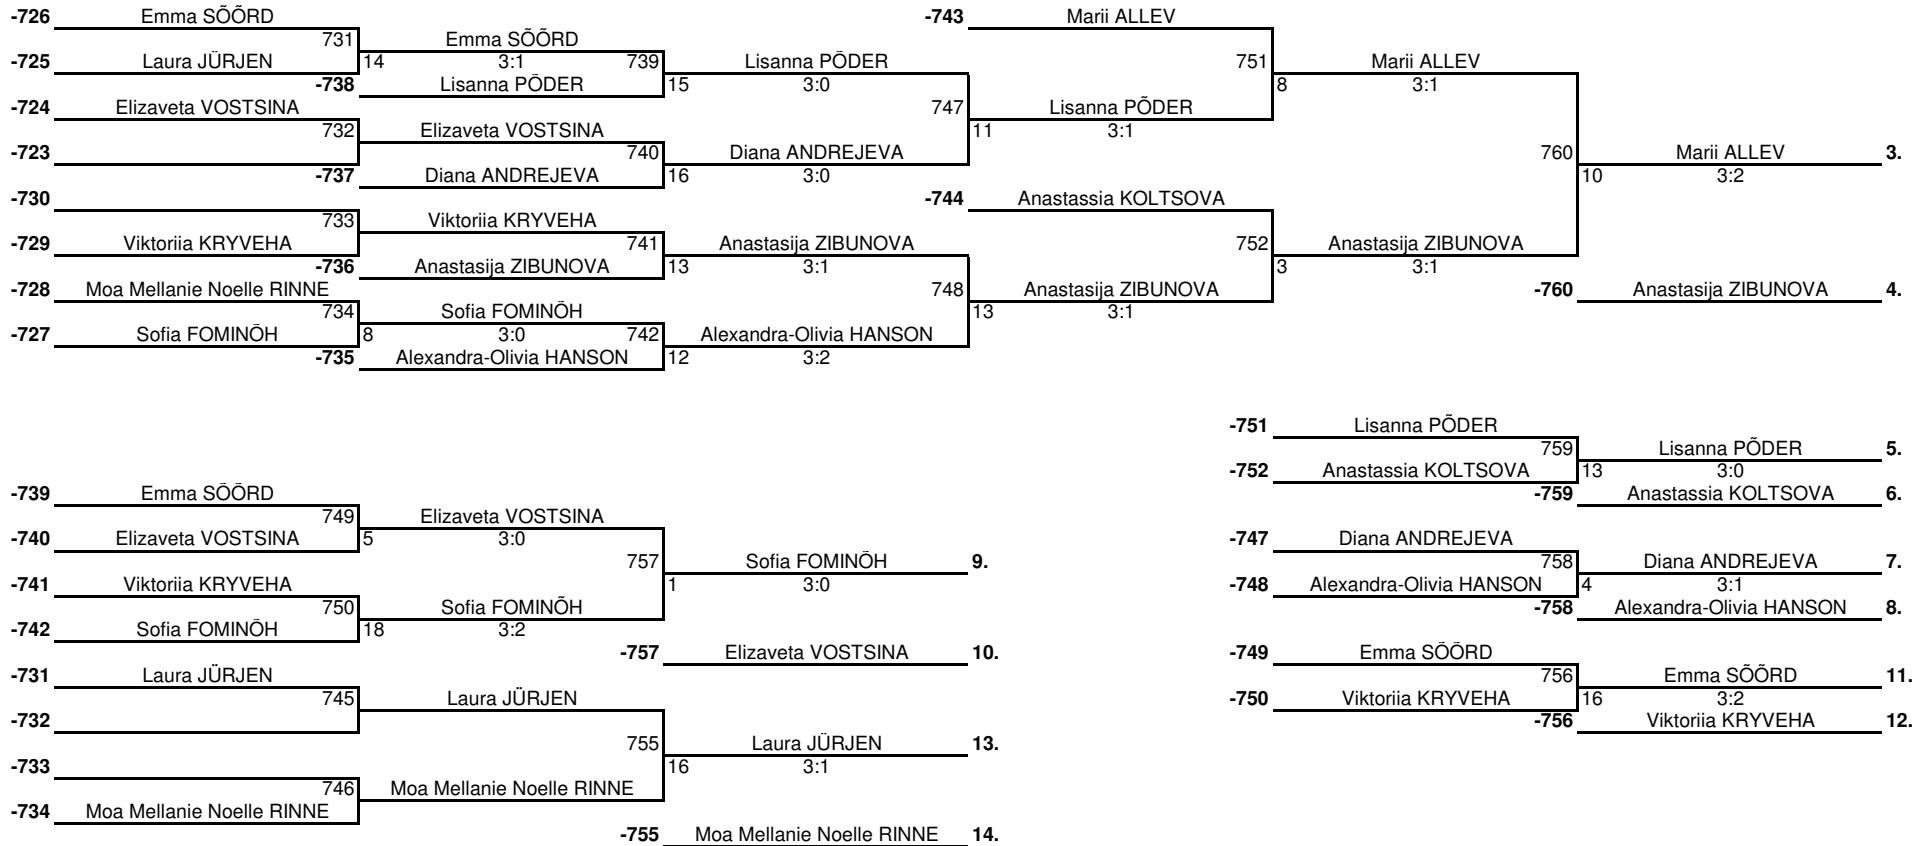 -726 Emma SÕÕRD -743 Marii ALLEV
731 Emma SÕÕRD
-725 Laura JÜRJEN 14 3:1 739 Lisanna PÕDER 751 Marii ALLEV
-738 Lisanna PÕDER 15 3:0 8 3:1
-724 Elizaveta VOSTSINA 747 Lisanna PÕDER
732 Elizaveta VOSTSINA 11 3:1
-723 740 Diana ANDREJEVA 760 Marii ALLEV 3.
-737 Diana ANDREJEVA 16 3:0 10 3:2
-730 -744 Anastassia KOLTSOVA
733 Viktoriia KRYVEHA
-729 Viktoriia KRYVEHA 741 Anastasija ZIBUNOVA 752 Anastasija ZIBUNOVA
-736 Anastasija ZIBUNOVA 13 3:1 3 3:1
-728 Moa Mellanie Noelle RINNE 748 Anastasija ZIBUNOVA -760 Anastasija ZIBUNOVA 4.
734 Sofia FOMINÕH 13 3:1
-727 Sofia FOMINÕH 8 3:0 742 Alexandra-Olivia HANSON
-735 Alexandra-Olivia HANSON 12 3:2
-751 Lisanna PÕDER
759 Lisanna PÕDER 5.
-752 Anastassia KOLTSOVA 13 3:0
-739 Emma SÕÕRD -759 Anastassia KOLTSOVA 6.
749 Elizaveta VOSTSINA
-740 Elizaveta VOSTSINA 5 3:0 -747 Diana ANDREJEVA
757 Sofia FOMINÕH 9. 758 Diana ANDREJEVA 7.
-741 Viktoriia KRYVEHA 1 3:0 -748 Alexandra-Olivia HANSON 4 3:1
750 Sofia FOMINÕH -758 Alexandra-Olivia HANSON 8.
-742 Sofia FOMINÕH 18 3:2
-757 Elizaveta VOSTSINA 10. -749 Emma SÕÕRD
-731 Laura JÜRJEN 756 Emma SÕÕRD 11.
745 Laura JÜRJEN -750 Viktoriia KRYVEHA 16 3:2
-732 -756 Viktoriia KRYVEHA 12.
755 Laura JÜRJEN 13.
-733 16 3:1
746 Moa Mellanie Noelle RINNE
-734 Moa Mellanie Noelle RINNE
-755 Moa Mellanie Noelle RINNE 14.